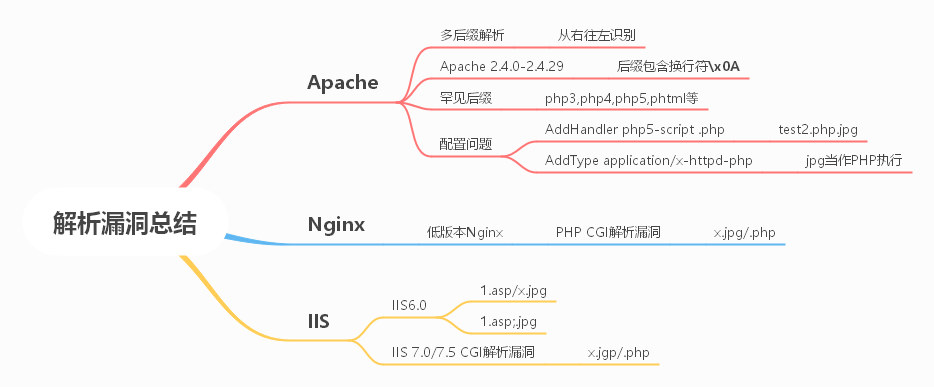 解析漏洞总结
Apache
多后缀解析 从右往左识别
Apache 2.4.0-2.4.29 后缀包含换行符\x0A
罕见后缀 php3,php4,php5,phtml等
配置问题
AddHandler php5-script .php test2.php.jpg
AddType application/x-httpd-php jpg当作PHP执行
Nginx
低版本Nginx PHP CGI解析漏洞 x.jpg/.php
IIS
IIS6.0
1.asp/x.jpg
1.asp;.jpg
IIS 7.0/7.5 CGI解析漏洞 x.jgp/.php